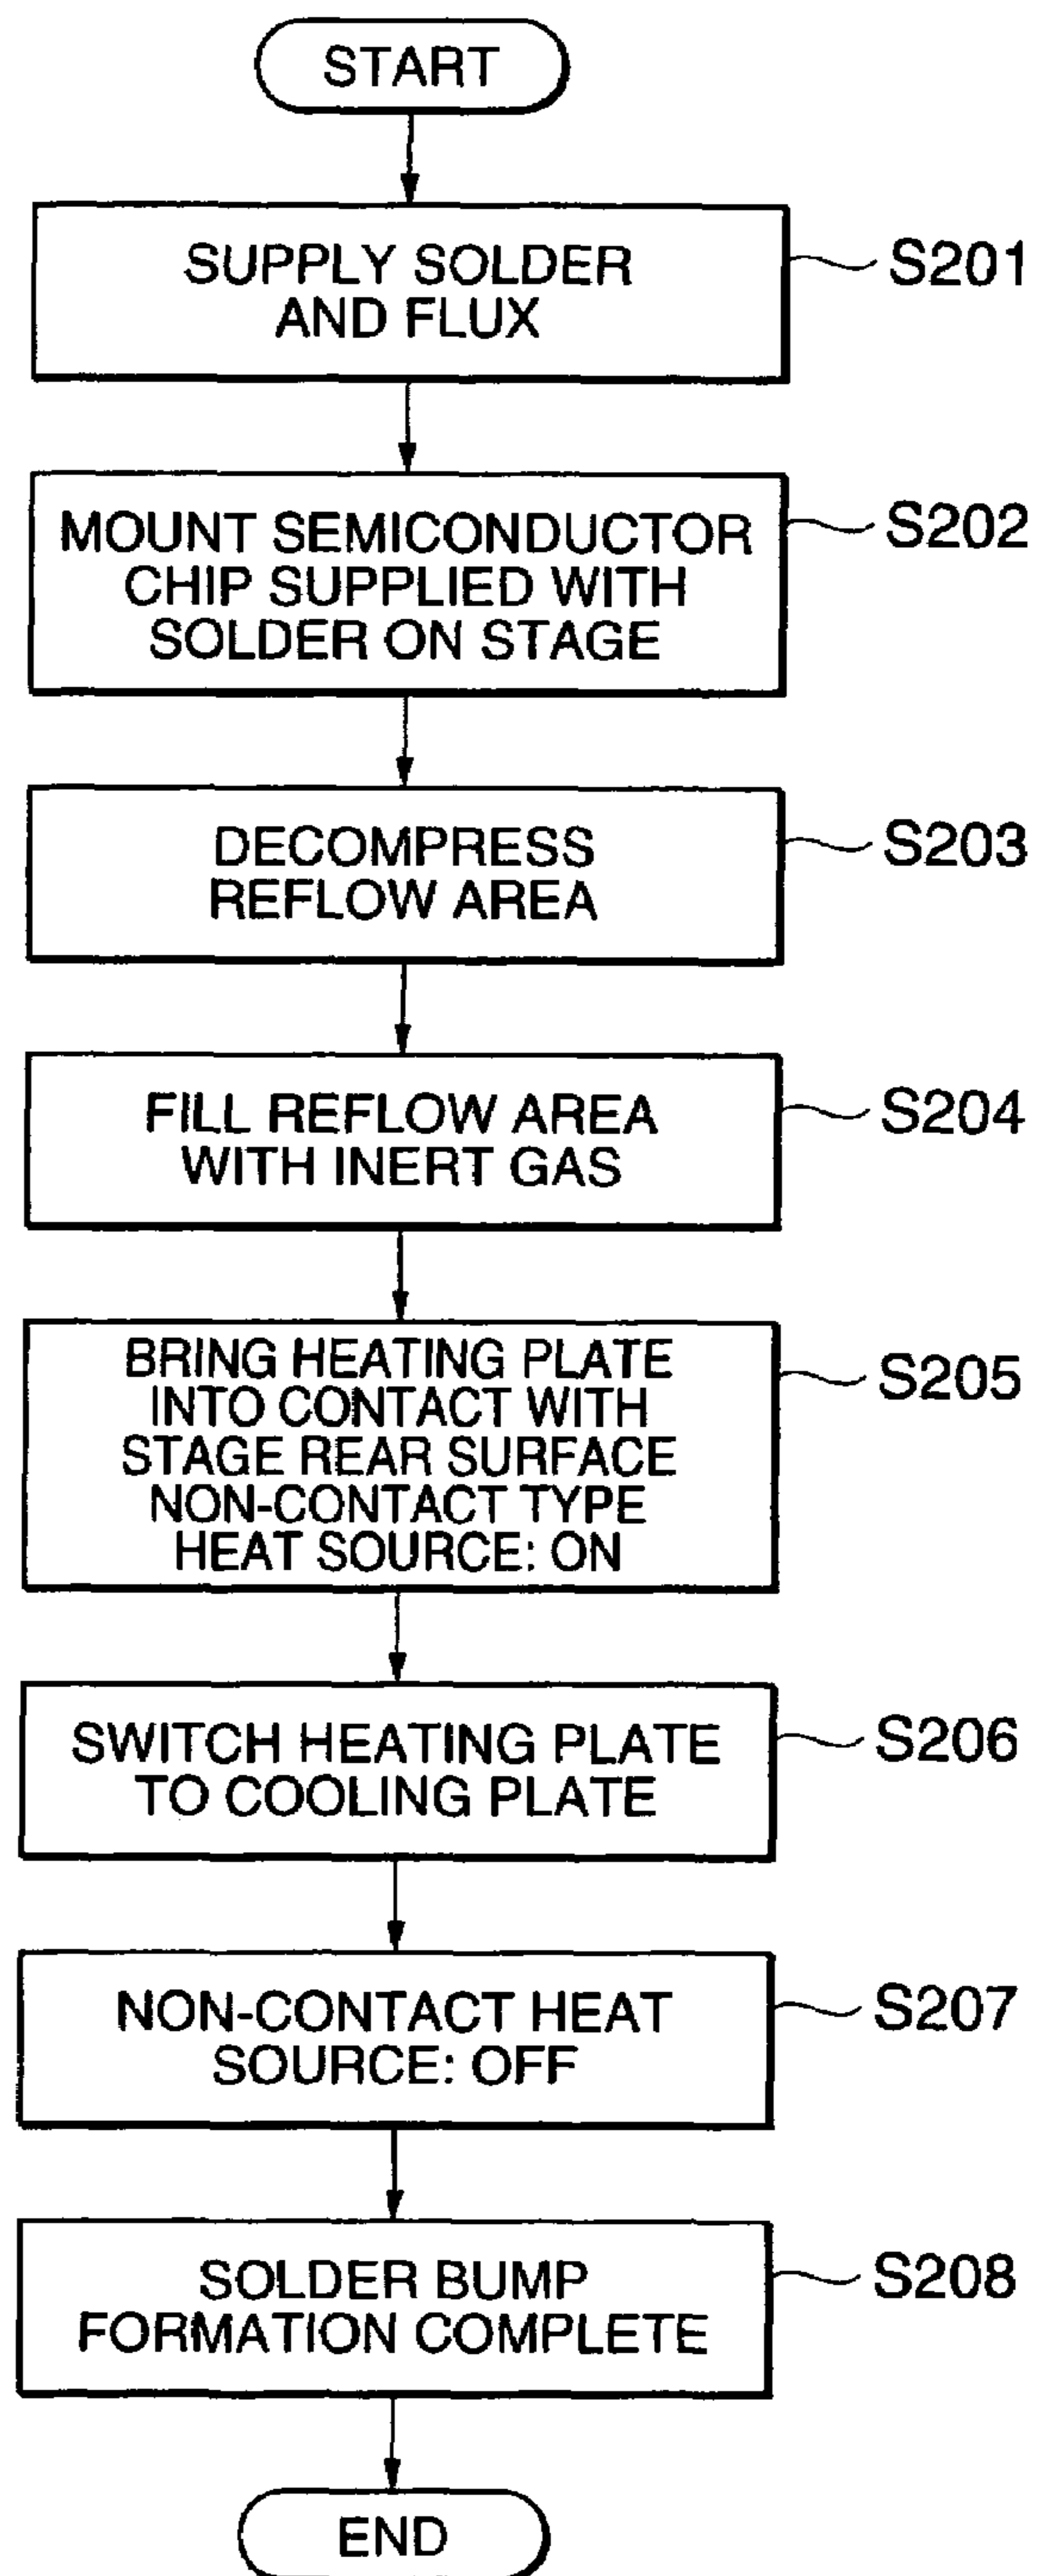 START
SUPPLY SOLDER
AND FLUX
S201
MOUNT SEMICONDUCTOR
CHIP SUPPLIED WITH
SOLDER ON STAGE
S202
DECOMPRESS
REFLOW AREA
S203
FILL REFLOW AREA
WITH INERT GAS
S204
BRING HEATING PLATE
INTO CONTACT WITH
STAGE REAR SURFACE
NON-CONTACT TYPE
HEAT SOURCE: ON
S205
SWITCH HEATING PLATE
TO COOLING PLATE
S206
NON-CONTACT HEAT
SOURCE: OFF
S207
SOLDER BUMP
FORMATION COMPLETE
S208
END